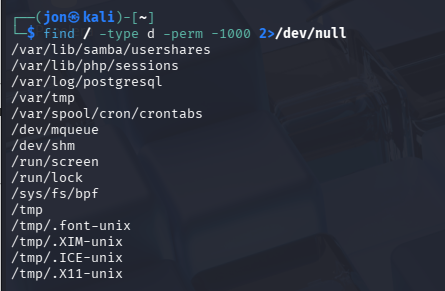 ┌──(jon㉿kali)-[~]
└─$ find / -type d -perm -1000 2>/dev/null
/var/lib/samba/usershares
/var/lib/php/sessions
/var/log/postgresql
/var/tmp
/var/spool/cron/crontabs
/dev/mqueue
/dev/shm
/run/screen
/run/lock
/sys/fs/bpf
/tmp
/tmp/.font-unix
/tmp/.XIM-unix
/tmp/.ICE-unix
/tmp/.X11-unix